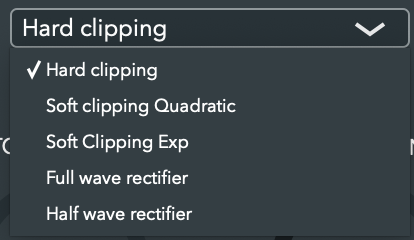 Hard clipping
✓ Hard clipping
Soft clipping Quadratic
Soft Clipping Exp
Full wave rectifier
Half wave rectifier